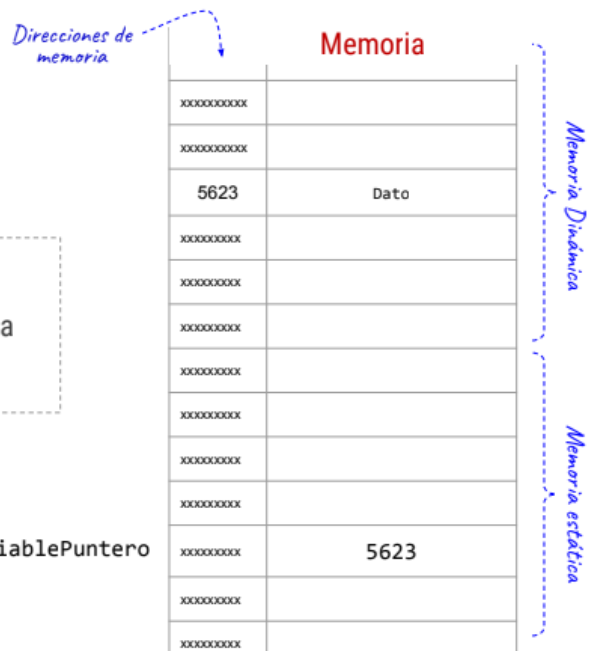 Direcciones de
memoria
Memoria
xxxxxxxxxx
xxxxxxxxxx
5623 Dato
xxxxxxxxx
xxxxxxxxx
a
xxxxxxxxx
xxxxxxxxx
xxxxxxxxx
xxxxxxxxx
xxxxxxxxx
iablePuntero xxxxxxxxx 5623
xxxxxxxxx
xxxxxxxxx
Memoria Dinámica
Memoria estática